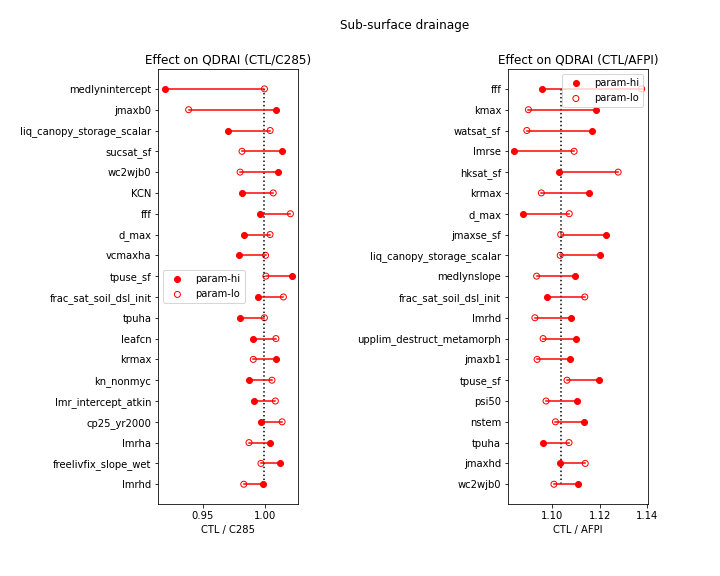 Sub-surface drainage
Effect on QDRAI (CTL/C285)
medlynintercept
jmaxb0
liq_canopy_storage_scalar
sucsat_sf
wc2wjb0
KCN
fff
d_max
vcmaxha
tpuse_sf
frac_sat_soil_dsl_init
tpuha
leafcn
krmax
kn_nonmyc
lmr_intercept_atkin
cp25_yr2000
lmrha
freelivfix_slope_wet
lmrhd
param-hi
param-lo
0.95 1.00
CTL / C285
Effect on QDRAI (CTL/AFPI)
fff
kmax
watsat_sf
lmrse
hksat_sf
krmax
d_max
jmaxse_sf
liq_canopy_storage_scalar
medlynslope
frac_sat_soil_dsl_init
lmrhd
upplim_destruct_metamorph
jmaxb1
tpuse_sf
psi50
nstem
tpuha
jmaxhd
wc2wjb0
param-hi
param-lo
1.10 1.12 1.14
CTL / AFPI